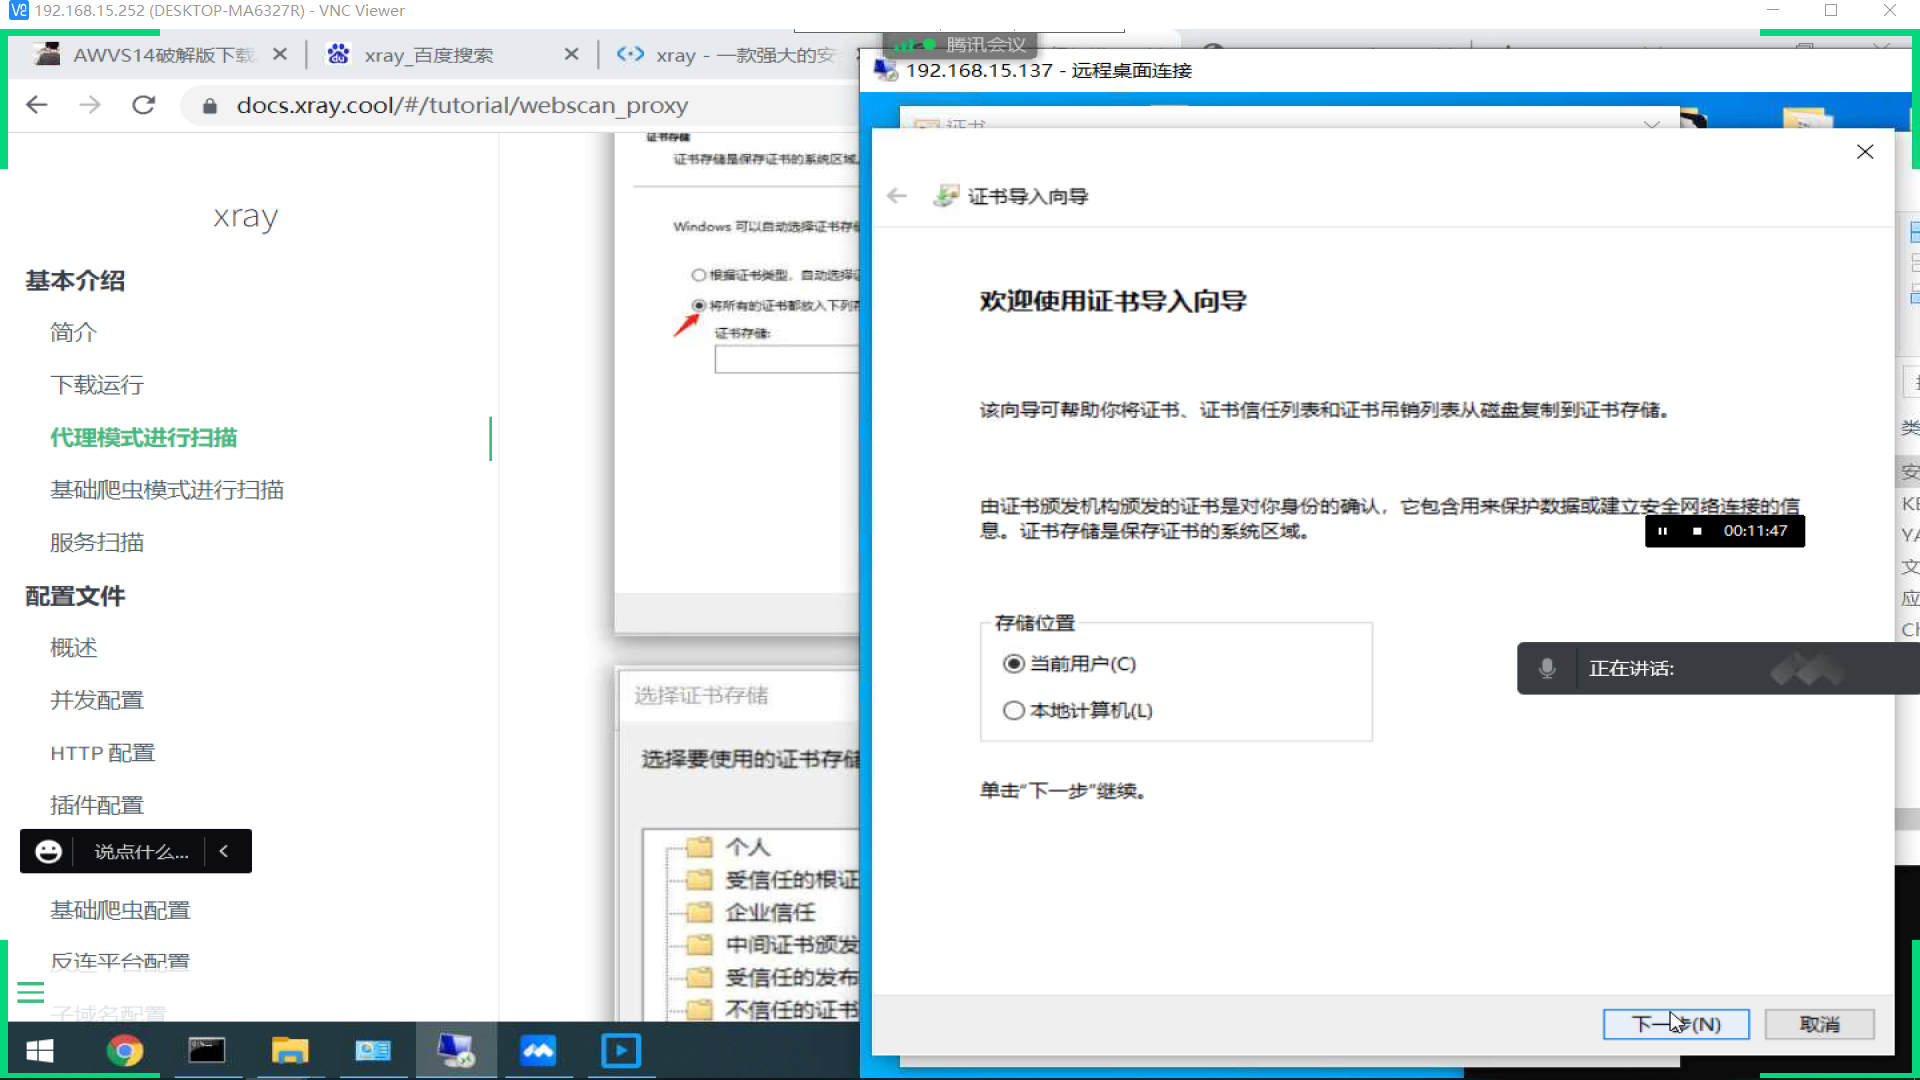 192.168.15.252 (DESKTOP-MA6327R) - VNC Viewer
AWVS14破解版下载
xray_百度搜索
xray - 一款强大的安
腾讯会议
192.168.15.137 - 远程桌面连接
docs.xray.cool/#/tutorial/webscan_proxy
xray
基本介绍
简介
下载运行
代理模式进行扫描
基础爬虫模式进行扫描
服务扫描
配置文件
概述
并发配置
HTTP 配置
插件配置
说点什么...
基础爬虫配置
反连平台配置
子域名配置
证书存储
证书存储是保存证书的系统区域。
Windows 可以自动选择证书存储
根据证书类型，自动选择证
将所有的证书都放入下列存
证书存储:
选择证书存储
选择要使用的证书存储
个人
受信任的根证
企业信任
中间证书颁发
受信任的发布
不信任的证书
证书
证书导入向导
欢迎使用证书导入向导
该向导可帮助你将证书、证书信任列表和证书吊销列表从磁盘复制到证书存储。
由证书颁发机构颁发的证书是对你身份的确认，它包含用来保护数据或建立安全网络连接的信
息。证书存储是保存证书的系统区域。
00:11:47
存储位置
当前用户(C)
本地计算机(L)
正在讲话:
单击“下一步”继续。
下一步(N)
取消
类
安
KE
YA
文
应
Ch